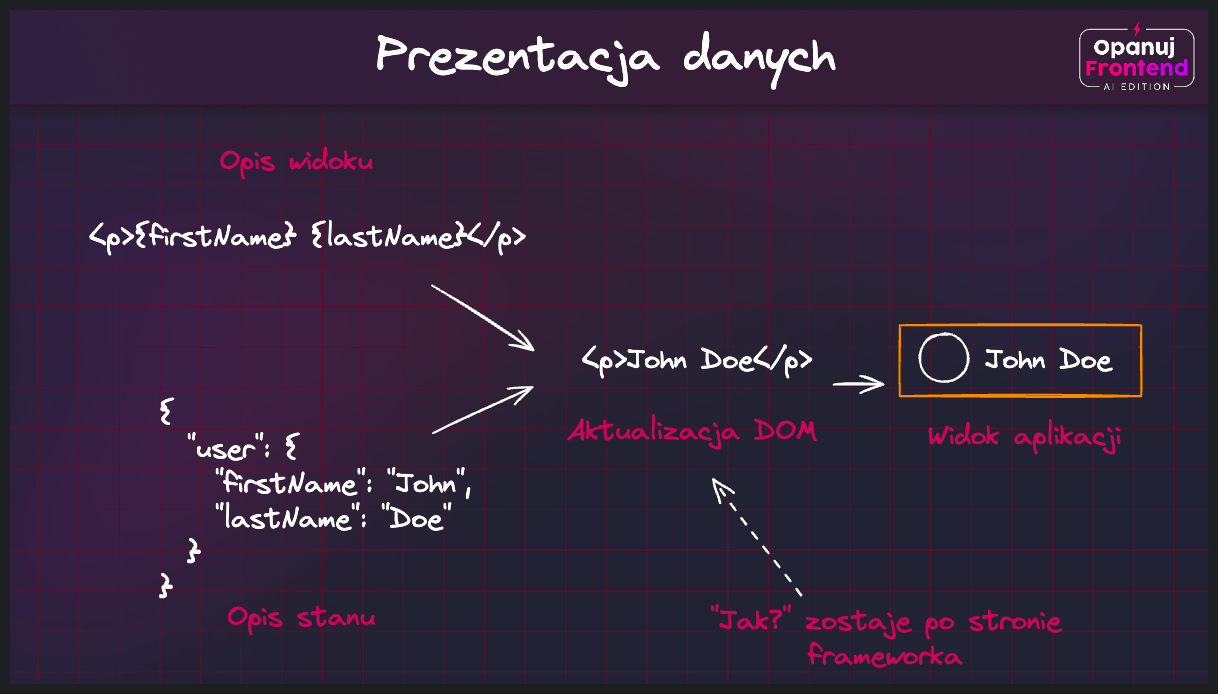 Prezentacja danych
Opanuj
Frontend
AI EDITION
Opis widoku
<p>{firstName} {lastName}</p>
{
"user": {
"firstName": "John",
"lastName": "Doe"
}
}
Opis stanu
<p>John Doe</p>
Aktualizacja DOM
John Doe
Widok aplikacji
"Jak?" zostaje po stronie
frameworka